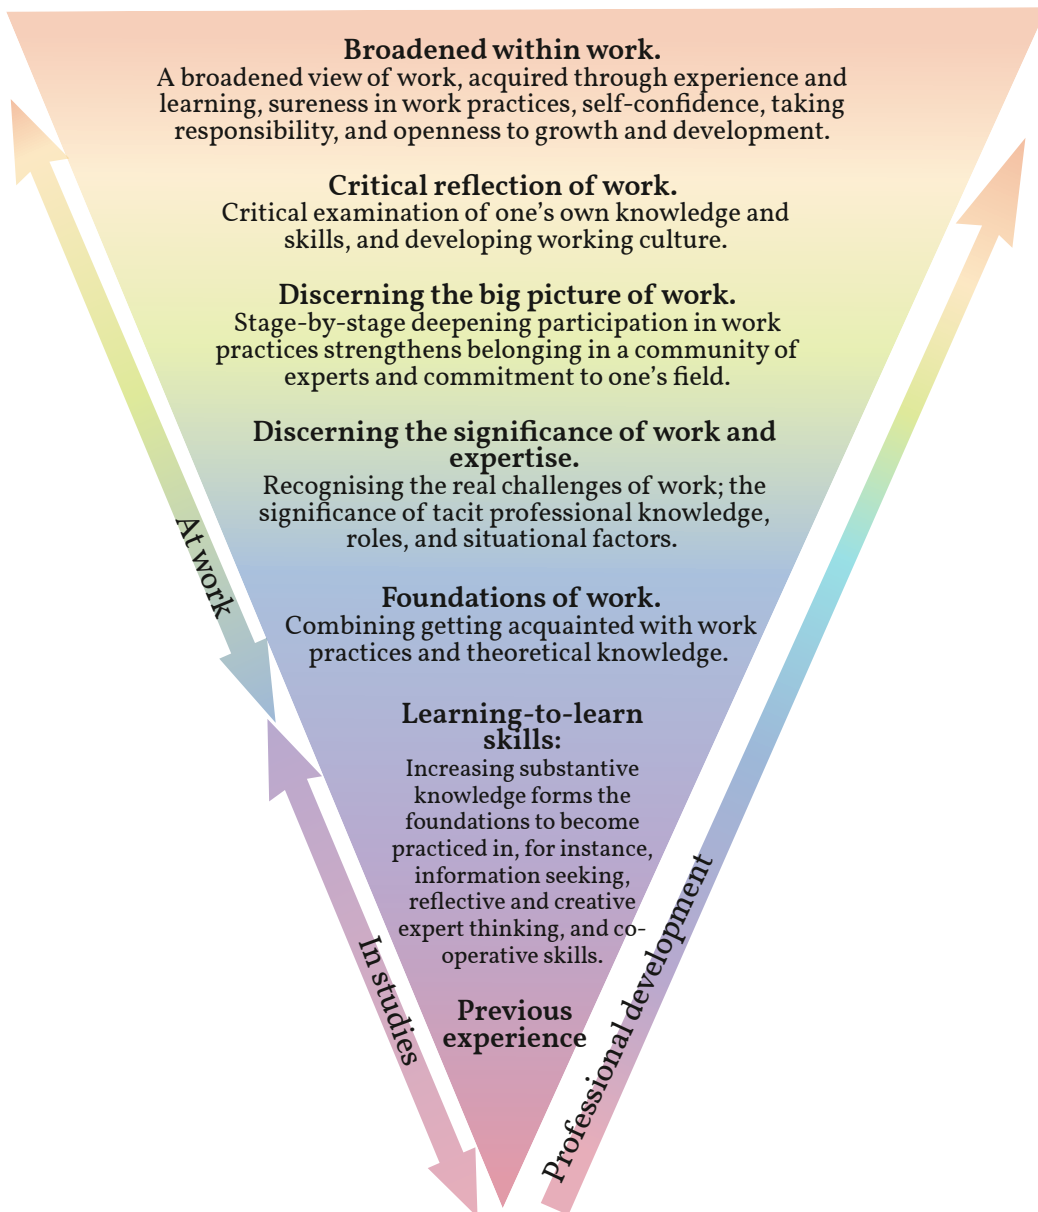 Broadened within work.
A broadened view of work, acquired through experience and
learning, sureness in work practices, self-confidence, taking
responsibility, and openness to growth and development.
Critical reflection of work.
Critical examination of one’s own knowledge and
skills, and developing working culture.
Discerning the big picture of work.
Stage-by-stage deepening participation in work
practices strengthens belonging in a community of
experts and commitment to one’s field.
Discerning the significance of work and
expertise.
Recognising the real challenges of work; the
significance of tacit professional knowledge,
roles, and situational factors.
Foundations of work.
Combining getting acquainted with work
practices and theoretical knowledge.
Learning-to-learn
skills:
Increasing substantive
knowledge forms the
foundations to become
practiced in, for instance,
information seeking,
reflective and creative
expert thinking, and co-
operative skills.
Previous
experience
At work
In studies
Professional development